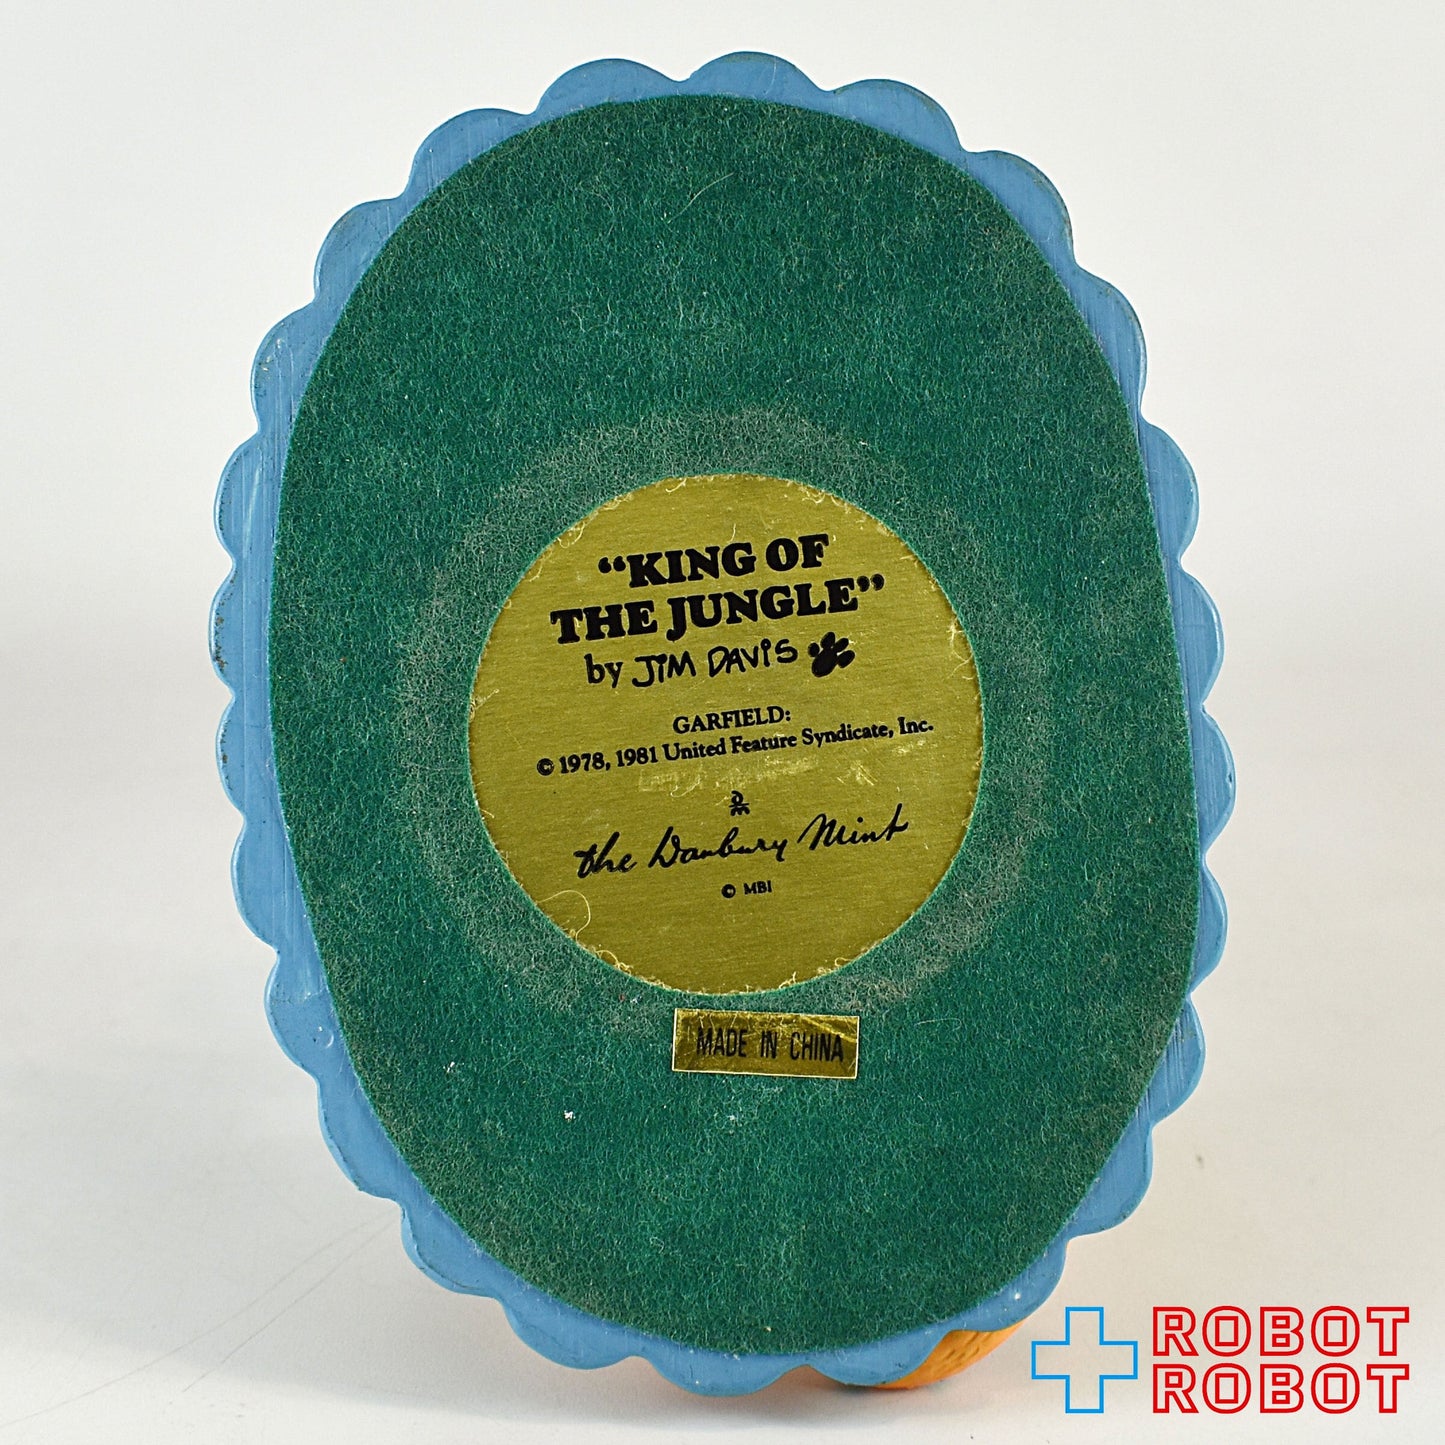 “KING OF
THE JUNGLE”
by JiM DAViS
GARFIELD:
© 1978, 1981 United Feature Syndicate, Inc.
DM
the Danbury Mint
© MBI
MADE IN CHINA
ROBOT
ROBOT